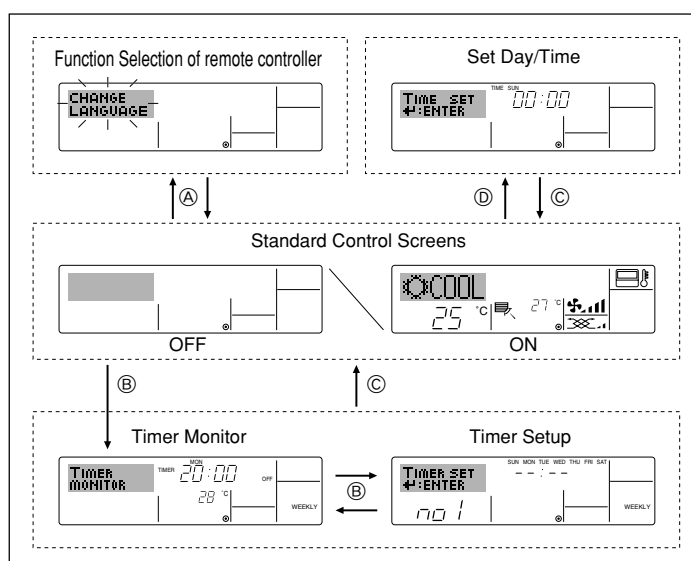 Function Selection of remote controller
CHANGE
LANGUAGE
Set Day/Time
TIME SUN
TIME SET 00:00
↵:ENTER
Ⓐ
Ⓓ
Ⓒ
Standard Control Screens
OFF
COOL
25 °C
27 °C
ON
Ⓑ
Ⓒ
Timer Monitor
MON
TIMER 20:00 OFF
TIMER
MONITOR
28 °C
WEEKLY
Ⓑ
Timer Setup
SUN MON TUE WED THU FRI SAT
TIMER SET --:--
↵:ENTER
no 1
WEEKLY